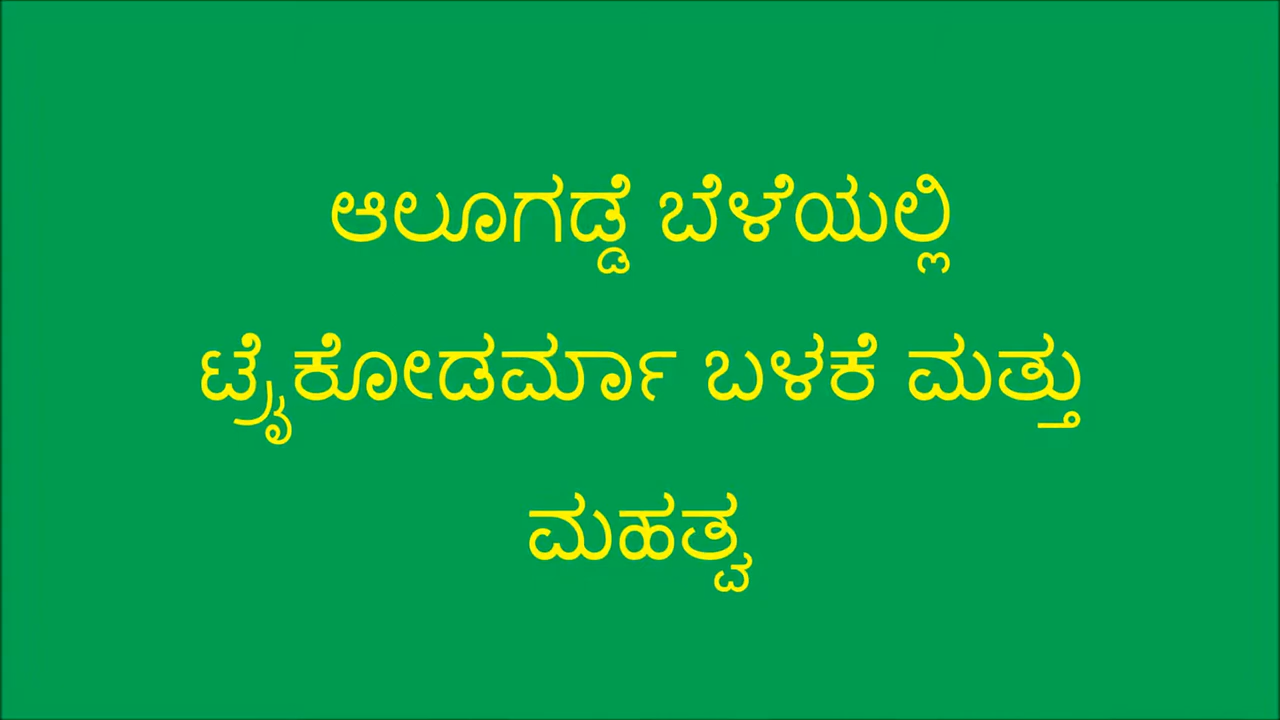 ಆಲೂಗಡ್ಡೆ ಬೆಳೆಯಲ್ಲಿ
ಟ್ರೈಕೋಡರ್ಮಾ ಬಳಕೆ ಮತ್ತು
ಮಹತ್ವ